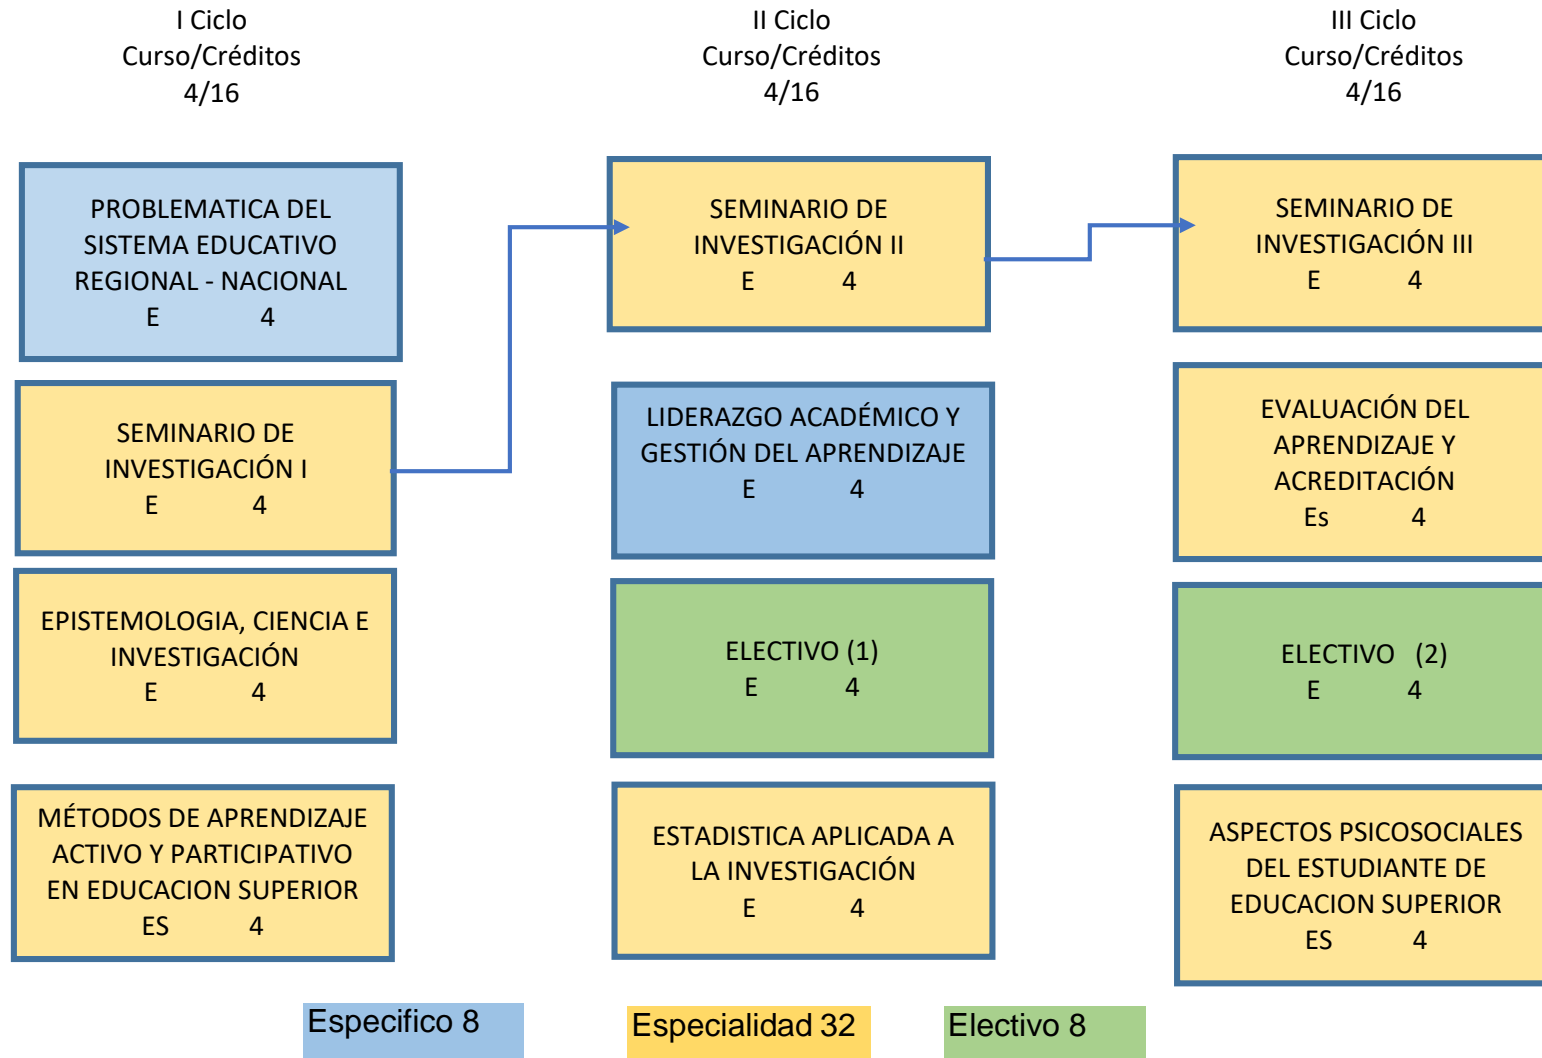 I Ciclo
Curso/Créditos
4/16
II Ciclo
Curso/Créditos
4/16
III Ciclo
Curso/Créditos
4/16
PROBLEMATICA DEL
SISTEMA EDUCATIVO
REGIONAL - NACIONAL
E 4
SEMINARIO DE
INVESTIGACIÓN I
E 4
EPISTEMOLOGIA, CIENCIA E
INVESTIGACIÓN
E 4
MÉTODOS DE APRENDIZAJE
ACTIVO Y PARTICIPATIVO
EN EDUCACION SUPERIOR
ES 4
SEMINARIO DE
INVESTIGACIÓN II
E 4
LIDERAZGO ACADÉMICO Y
GESTIÓN DEL APRENDIZAJE
E 4
ELECTIVO (1)
E 4
ESTADISTICA APLICADA A
LA INVESTIGACIÓN
E 4
SEMINARIO DE
INVESTIGACIÓN III
E 4
EVALUACIÓN DEL
APRENDIZAJE Y
ACREDITACIÓN
Es 4
ELECTIVO (2)
E 4
ASPECTOS PSICOSOCIALES
DEL ESTUDIANTE DE
EDUCACION SUPERIOR
ES 4
Especifico 8
Especialidad 32
Electivo 8